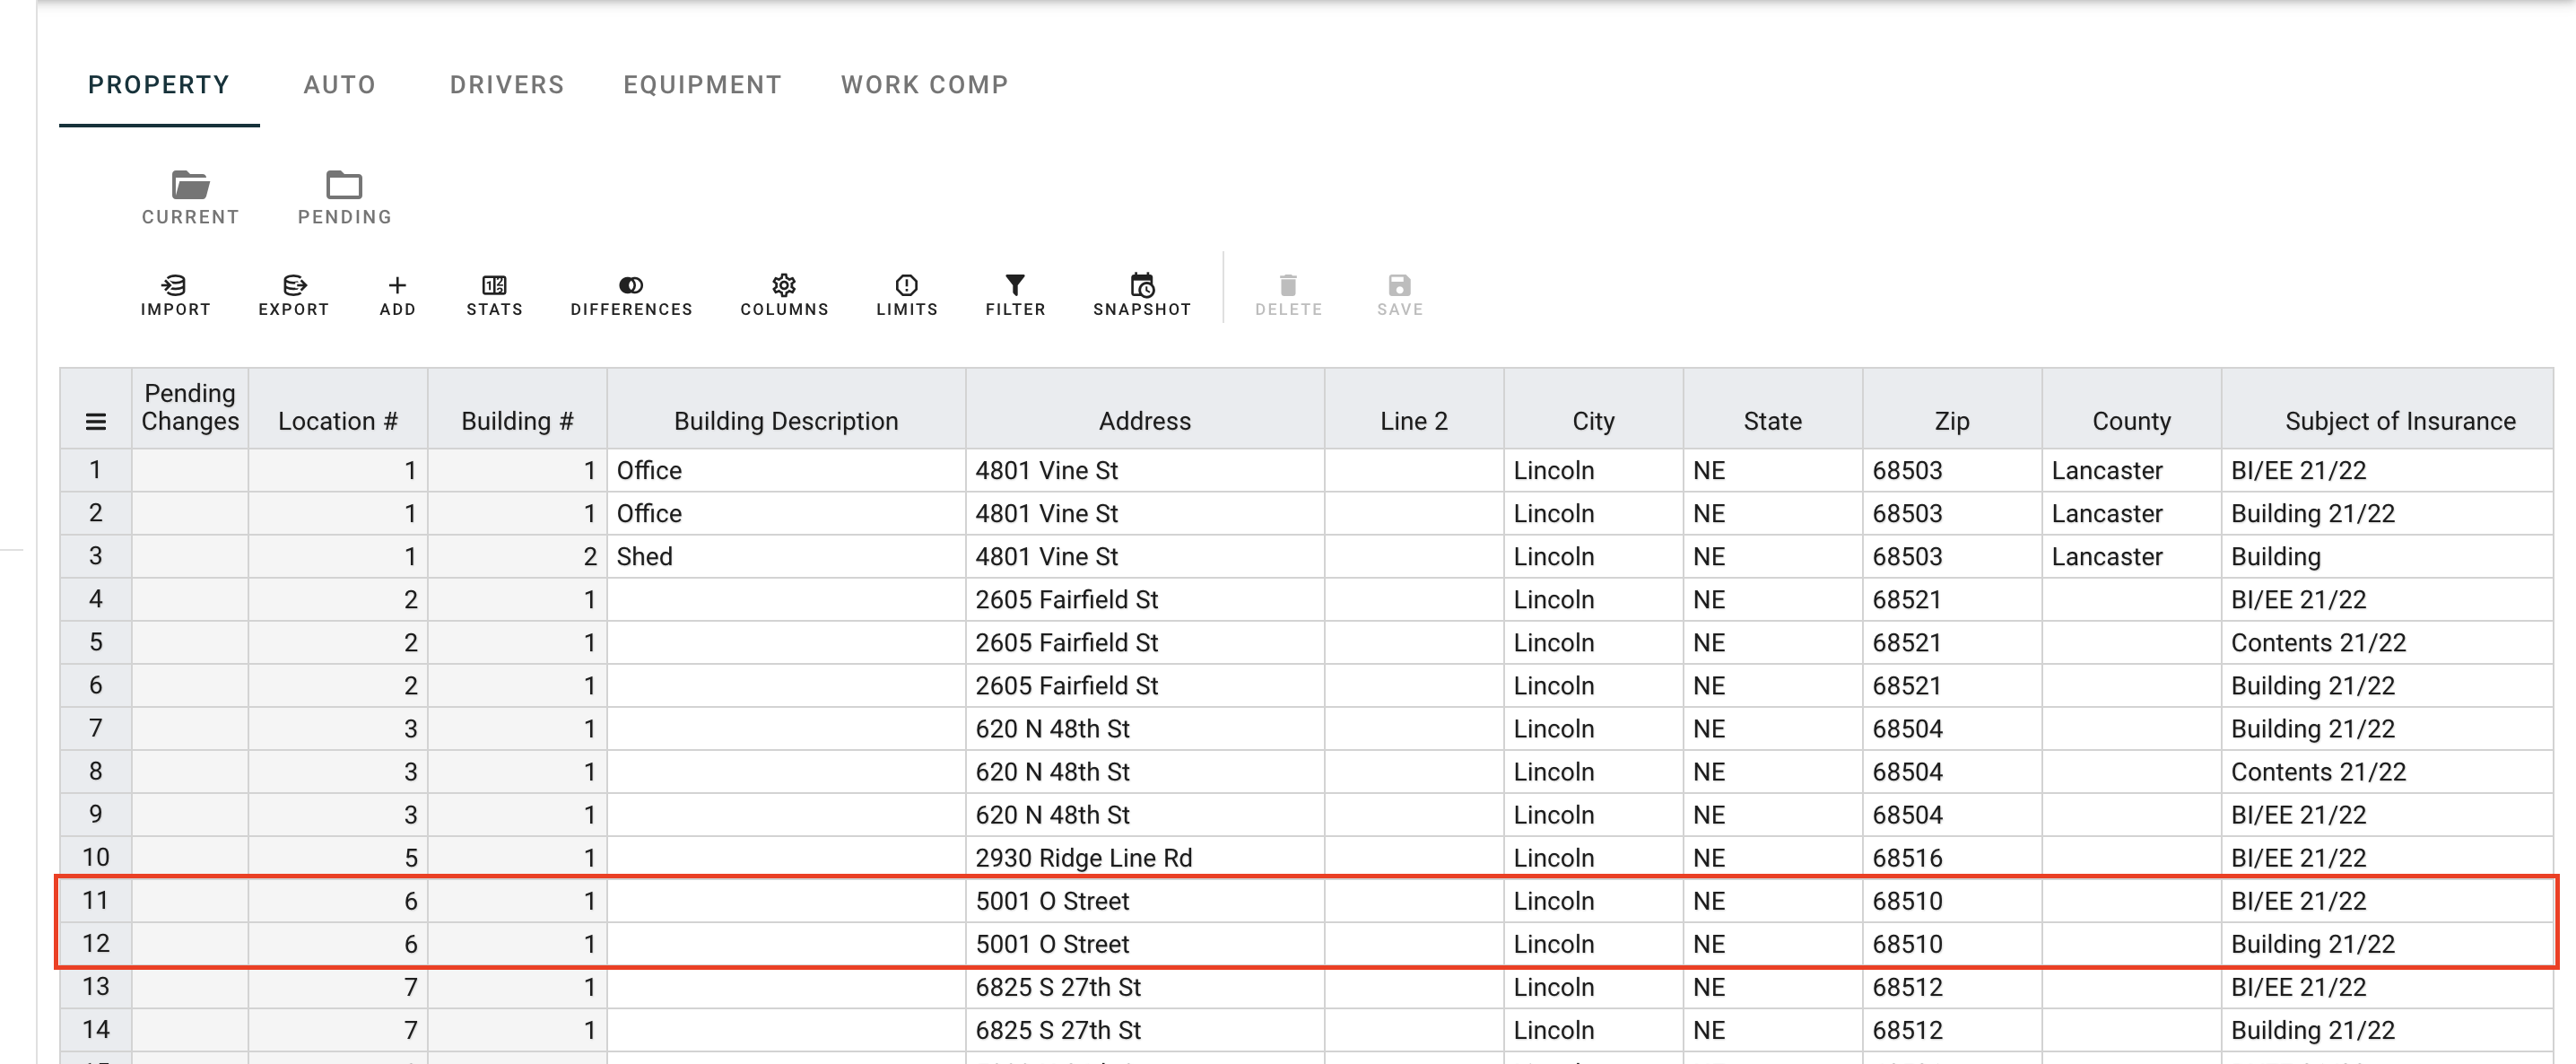 PROPERTY AUTO DRIVERS EQUIPMENT WORK COMP
CURRENT PENDING
IMPORT EXPORT ADD STATS DIFFERENCES COLUMNS LIMITS FILTER SNAPSHOT DELETE SAVE
Pending
Changes Location # Building # Building Description Address Line 2 City State Zip County Subject of Insurance
1 1 1 Office 4801 Vine St Lincoln NE 68503 Lancaster BI/EE 21/22
2 1 1 Office 4801 Vine St Lincoln NE 68503 Lancaster Building 21/22
3 1 2 Shed 4801 Vine St Lincoln NE 68503 Lancaster Building
4 2 1 2605 Fairfield St Lincoln NE 68521 BI/EE 21/22
5 2 1 2605 Fairfield St Lincoln NE 68521 Contents 21/22
6 2 1 2605 Fairfield St Lincoln NE 68521 Building 21/22
7 3 1 620 N 48th St Lincoln NE 68504 Building 21/22
8 3 1 620 N 48th St Lincoln NE 68504 Contents 21/22
9 3 1 620 N 48th St Lincoln NE 68504 BI/EE 21/22
10 5 1 2930 Ridge Line Rd Lincoln NE 68516 BI/EE 21/22
11 6 1 5001 O Street Lincoln NE 68510 BI/EE 21/22
12 6 1 5001 O Street Lincoln NE 68510 Building 21/22
13 7 1 6825 S 27th St Lincoln NE 68512 BI/EE 21/22
14 7 1 6825 S 27th St Lincoln NE 68512 Building 21/22